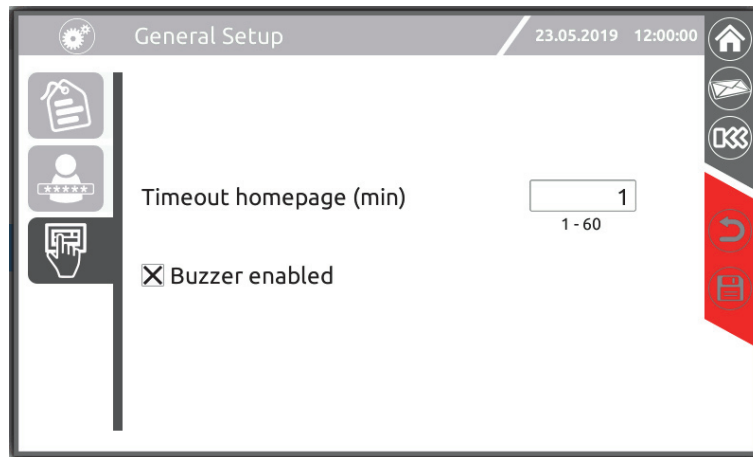 General Setup
23.05.2019 12:00:00
*****
Timeout homepage (min)
1
1 - 60
Buzzer enabled